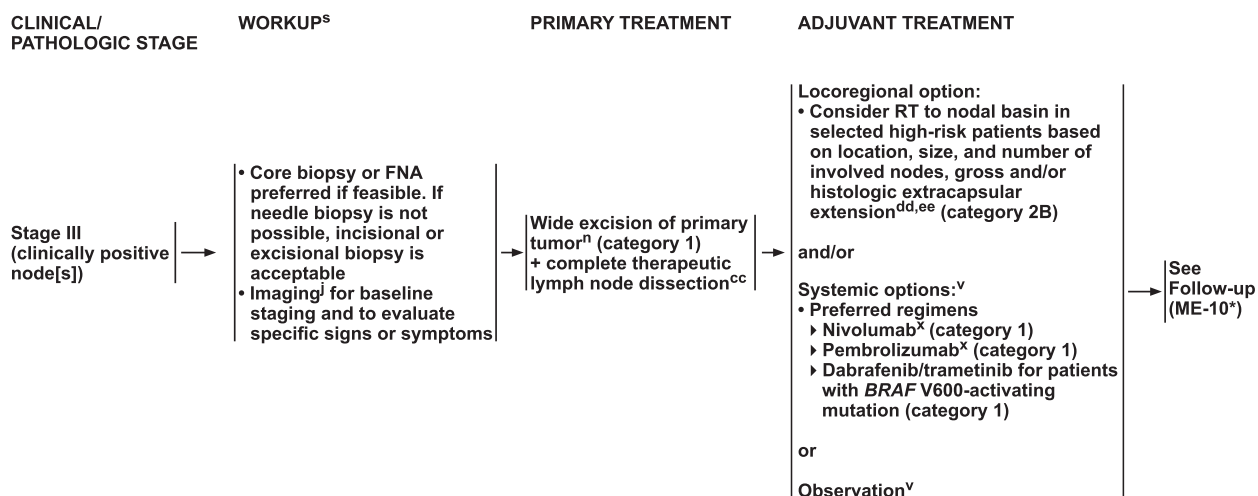 CLINICAL/
PATHOLOGIC STAGE
WORKUPˢ
PRIMARY TREATMENT
ADJUVANT TREATMENT
Stage III
(clinically positive
node[s])
• Core biopsy or FNA
preferred if feasible. If
needle biopsy is not
possible, incisional or
excisional biopsy is
acceptable
• Imagingʲ for baseline
staging and to evaluate
specific signs or symptoms
Wide excision of primary
tumorⁿ (category 1)
+ complete therapeutic
lymph node dissectionᶜᶜ
Locoregional option:
• Consider RT to nodal basin in
selected high-risk patients based
on location, size, and number of
involved nodes, gross and/or
histologic extracapsular
extensionᵈᵈ,ᵉᵉ (category 2B)
and/or
Systemic options:ᵛ
• Preferred regimens
▸ Nivolumabˣ (category 1)
▸ Pembrolizumabˣ (category 1)
▸ Dabrafenib/trametinib for patients
with BRAF V600-activating
mutation (category 1)
or
Observationᵛ
See
Follow-up
(ME-10*)